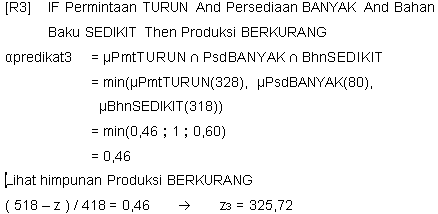 [R3] IF Permintaan TURUN And Persediaan BANYAK And Bahan
Baku SEDIKIT Then Produksi BERKURANG
αpredikat3 = µPmtTURUN ∩ PsdBANYAK ∩ BhnSEDIKIT
= min(µPmtTURUN(328), µPsdBANYAK(80),
µBhnSEDIKIT(318))
= min(0,46 ; 1 ; 0,60)
= 0,46
Lihat himpunan Produksi BERKURANG
( 518 – z ) / 418 = 0,46 → z₃ = 325,72